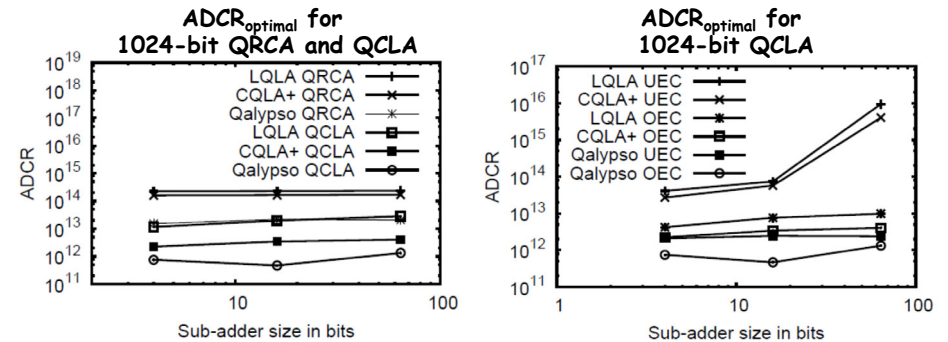 ADCRoptimal for
1024-bit QRCA and QCLA
10^19
10^18
10^17
10^16
10^15
10^14
10^13
10^12
10^11
ADCR
LQLA QRCA
CQLA+ QRCA
Qalypso QRCA
LQLA QCLA
CQLA+ QCLA
Qalypso QCLA
10
100
Sub-adder size in bits
ADCRoptimal for
1024-bit QCLA
10^17
10^16
10^15
10^14
10^13
10^12
10^11
ADCR
LQLA UEC
CQLA+ UEC
LQLA OEC
CQLA+ OEC
Qalypso UEC
Qalypso OEC
1
10
100
Sub-adder size in bits